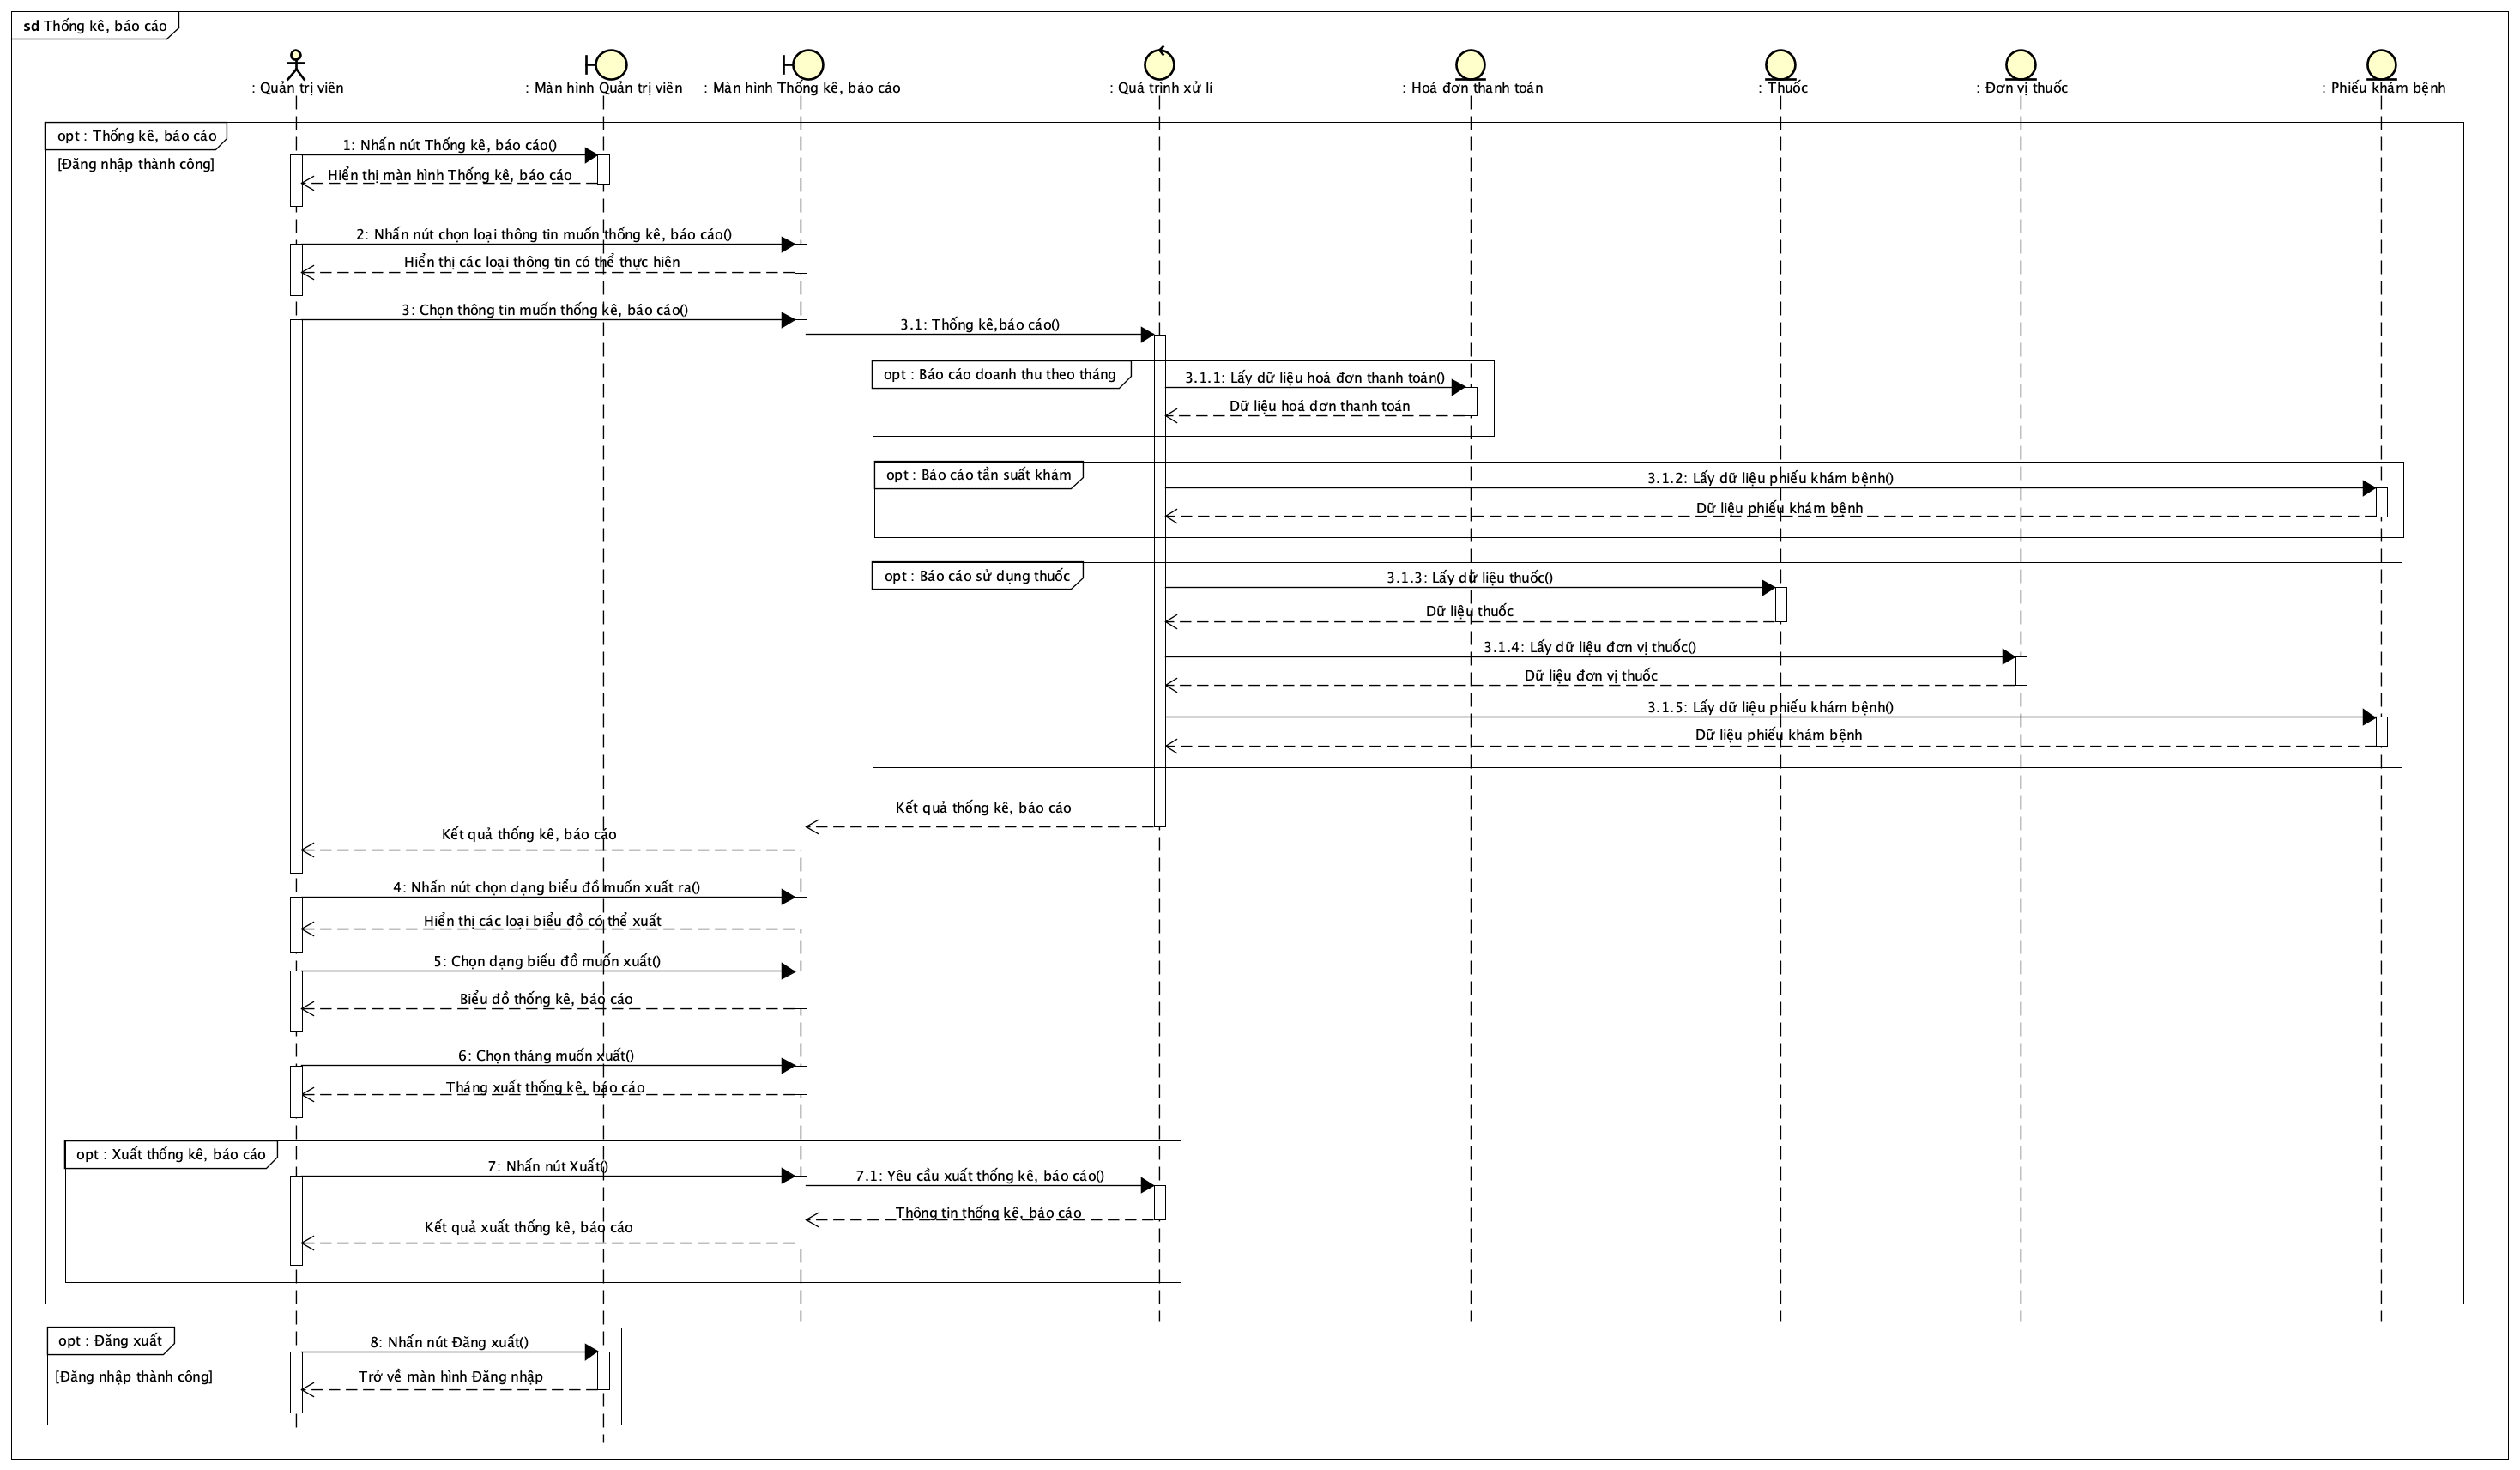 sd Thống kê, báo cáo
: Quản trị viên
: Màn hình Quản trị viên
: Màn hình Thống kê, báo cáo
: Quá trình xử lí
: Hoá đơn thanh toán
: Thuốc
: Đơn vị thuốc
: Phiếu khám bệnh
opt : Thống kê, báo cáo
[Đăng nhập thành công]
1: Nhấn nút Thống kê, báo cáo()
Hiển thị màn hình Thống kê, báo cáo
2: Nhấn nút chọn loại thông tin muốn thống kê, báo cáo()
Hiển thị các loại thông tin có thể thực hiện
3: Chọn thông tin muốn thống kê, báo cáo()
3.1: Thống kê,báo cáo()
opt : Báo cáo doanh thu theo tháng
3.1.1: Lấy dữ liệu hoá đơn thanh toán()
Dữ liệu hoá đơn thanh toán
opt : Báo cáo tần suất khám
3.1.2: Lấy dữ liệu phiếu khám bệnh()
Dữ liệu phiếu khám bệnh
opt : Báo cáo sử dụng thuốc
3.1.3: Lấy dữ liệu thuốc()
Dữ liệu thuốc
3.1.4: Lấy dữ liệu đơn vị thuốc()
Dữ liệu đơn vị thuốc
3.1.5: Lấy dữ liệu phiếu khám bệnh()
Dữ liệu phiếu khám bệnh
Kết quả thống kê, báo cáo
Kết quả thống kê, báo cáo
4: Nhấn nút chọn dạng biểu đồ muốn xuất ra()
Hiển thị các loại biểu đồ có thể xuất
5: Chọn dạng biểu đồ muốn xuất()
Biểu đồ thống kê, báo cáo
6: Chọn tháng muốn xuất()
Tháng xuất thống kê, báo cáo
opt : Xuất thống kê, báo cáo
7: Nhấn nút Xuất()
7.1: Yêu cầu xuất thống kê, báo cáo()
Thông tin thống kê, báo cáo
Kết quả xuất thống kê, báo cáo
opt : Đăng xuất
8: Nhấn nút Đăng xuất()
[Đăng nhập thành công]
Trở về màn hình Đăng nhập